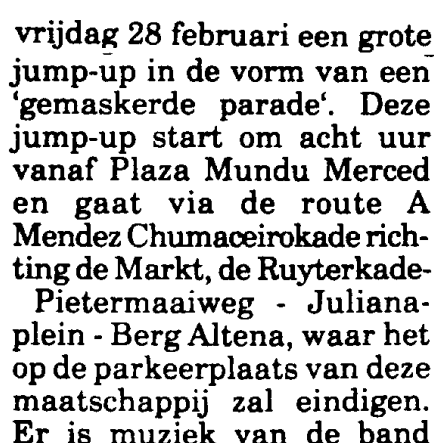 vrijdag 28 februari een grote
jump-up in de vorm van een
'gemaskerde parade'. Deze
jump-up start om acht uur
vanaf Plaza Mundu Merced
en gaat via de route A
Mendez Chumaceirokade rich-
ting de Markt, de Ruyterkade-
Pietermaaiweg - Juliana-
plein - Berg Altena, waar het
op de parkeerplaats van deze
maatschappij zal eindigen.
Er is muziek van de band